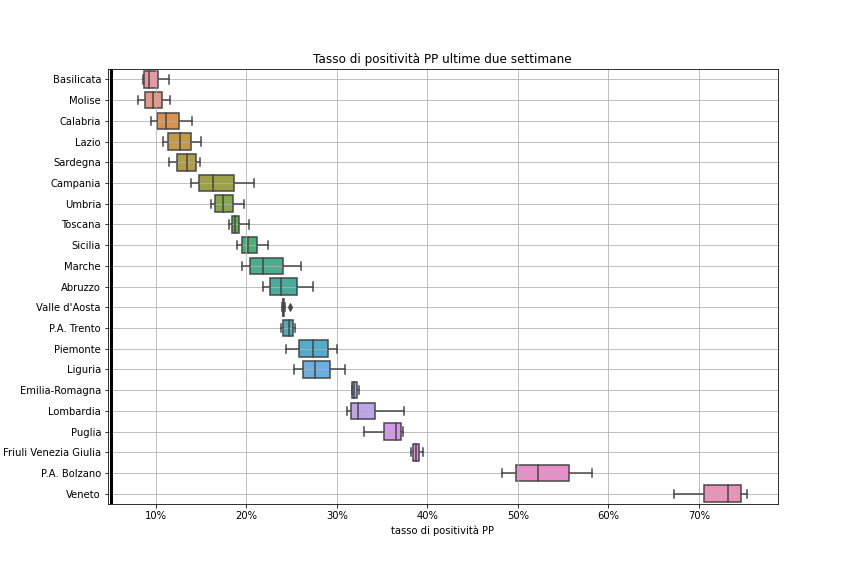 Tasso di positività PP ultime due settimane
Basilicata
Molise
Calabria
Lazio
Sardegna
Campania
Umbria
Toscana
Sicilia
Marche
Abruzzo
Valle d'Aosta
P.A. Trento
Piemonte
Liguria
Emilia-Romagna
Lombardia
Puglia
Friuli Venezia Giulia
P.A. Bolzano
Veneto
10% 20% 30% 40% 50% 60% 70%
tasso di positività PP